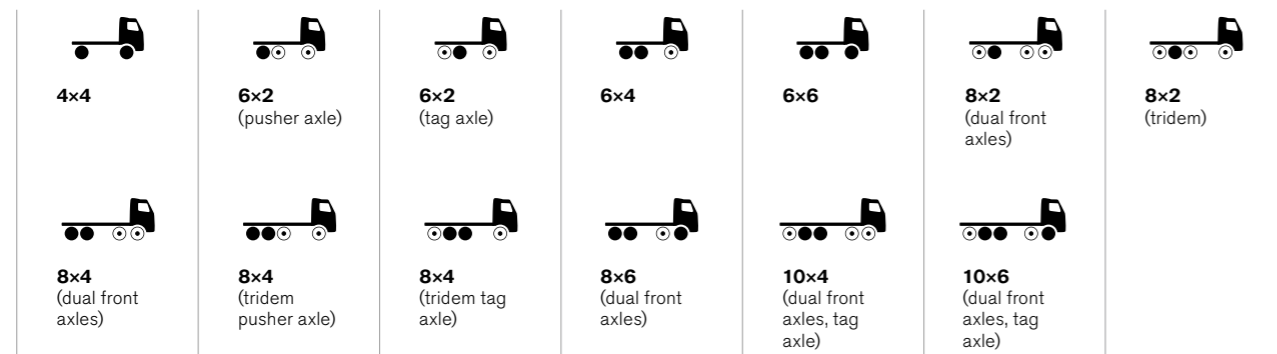 4×4
6×2
(pusher axle)
6×2
(tag axle)
6×4
6×6
8×2
(dual front
axles)
8×2
(tridem)
8×4
(dual front
axles)
8×4
(tridem
pusher axle)
8×4
(tridem tag
axle)
8×6
(dual front
axles)
10×4
(dual front
axles, tag
axle)
10×6
(dual front
axles, tag
axle)